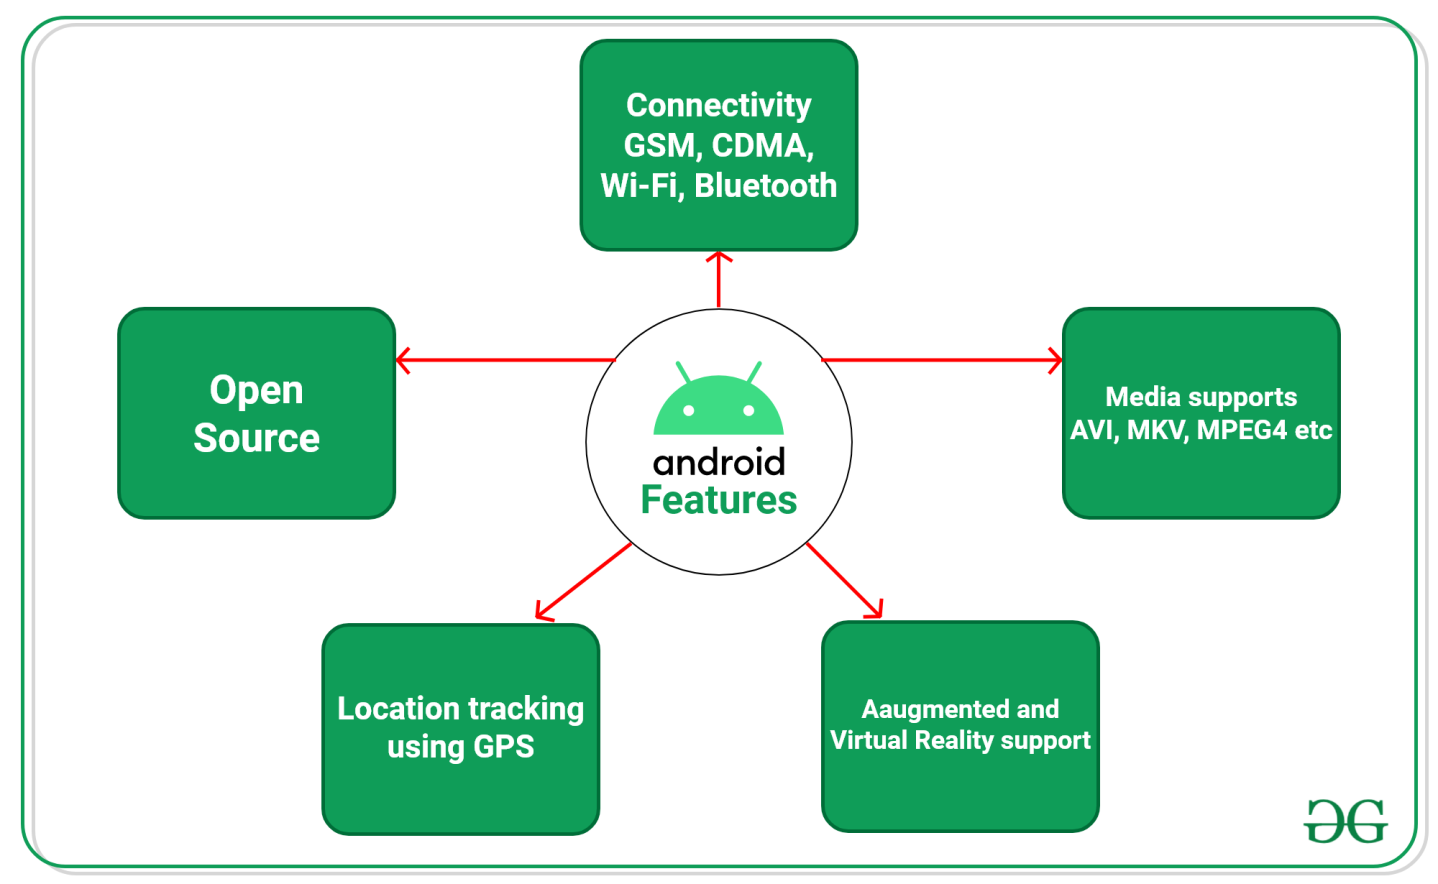 Connectivity
GSM, CDMA,
Wi-Fi, Bluetooth
Open
Source
Media supports
AVI, MKV, MPEG4 etc
android
Features
Location tracking
using GPS
Aaugmented and
Virtual Reality support